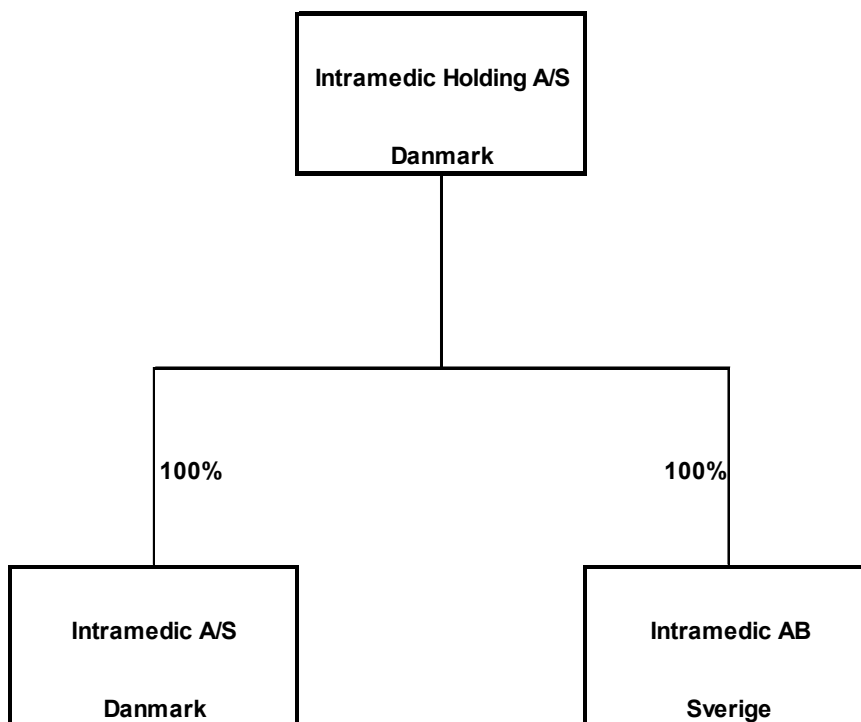 Intramedic Holding A/S
Danmark
100%
100%
Intramedic A/S
Danmark
Intramedic AB
Sverige